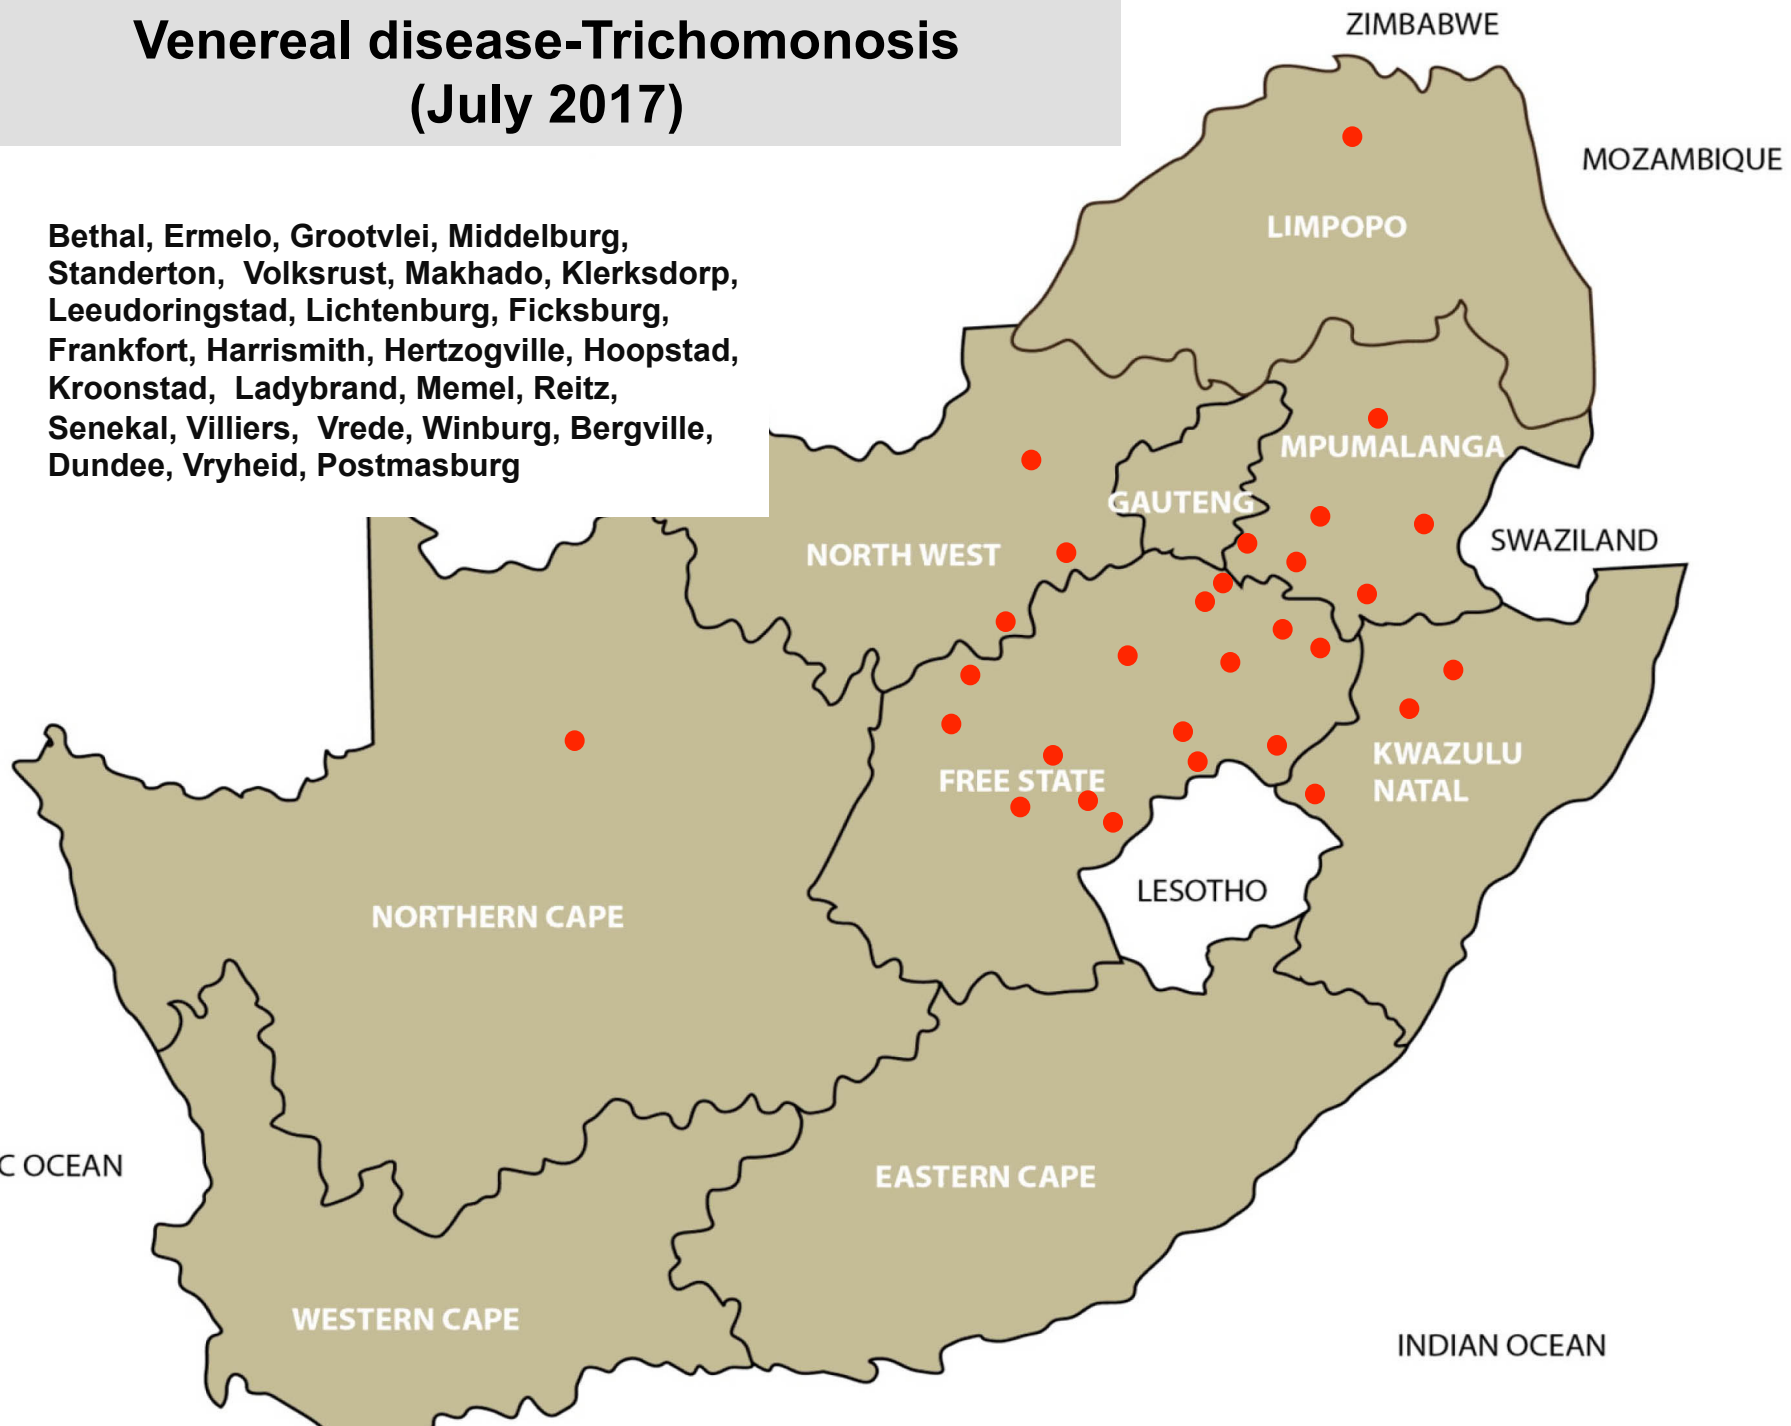 Venereal disease-Trichomonosis
(July 2017)
Bethal, Ermelo, Grootvlei, Middelburg,
Standerton, Volksrust, Makhado, Klerksdorp,
Leeudoringstad, Lichtenburg, Ficksburg,
Frankfort, Harrismith, Hertzogville, Hoopstad,
Kroonstad, Ladybrand, Memel, Reitz,
Senekal, Villiers, Vrede, Winburg, Bergville,
Dundee, Vryheid, Postmasburg
ZIMBABWE
MOZAMBIQUE
LIMPOPO
MPUMALANGA
GAUTENG
NORTH WEST
SWAZILAND
KWAZULU
NATAL
FREE STATE
LESOTHO
NORTHERN CAPE
C OCEAN
EASTERN CAPE
WESTERN CAPE
INDIAN OCEAN